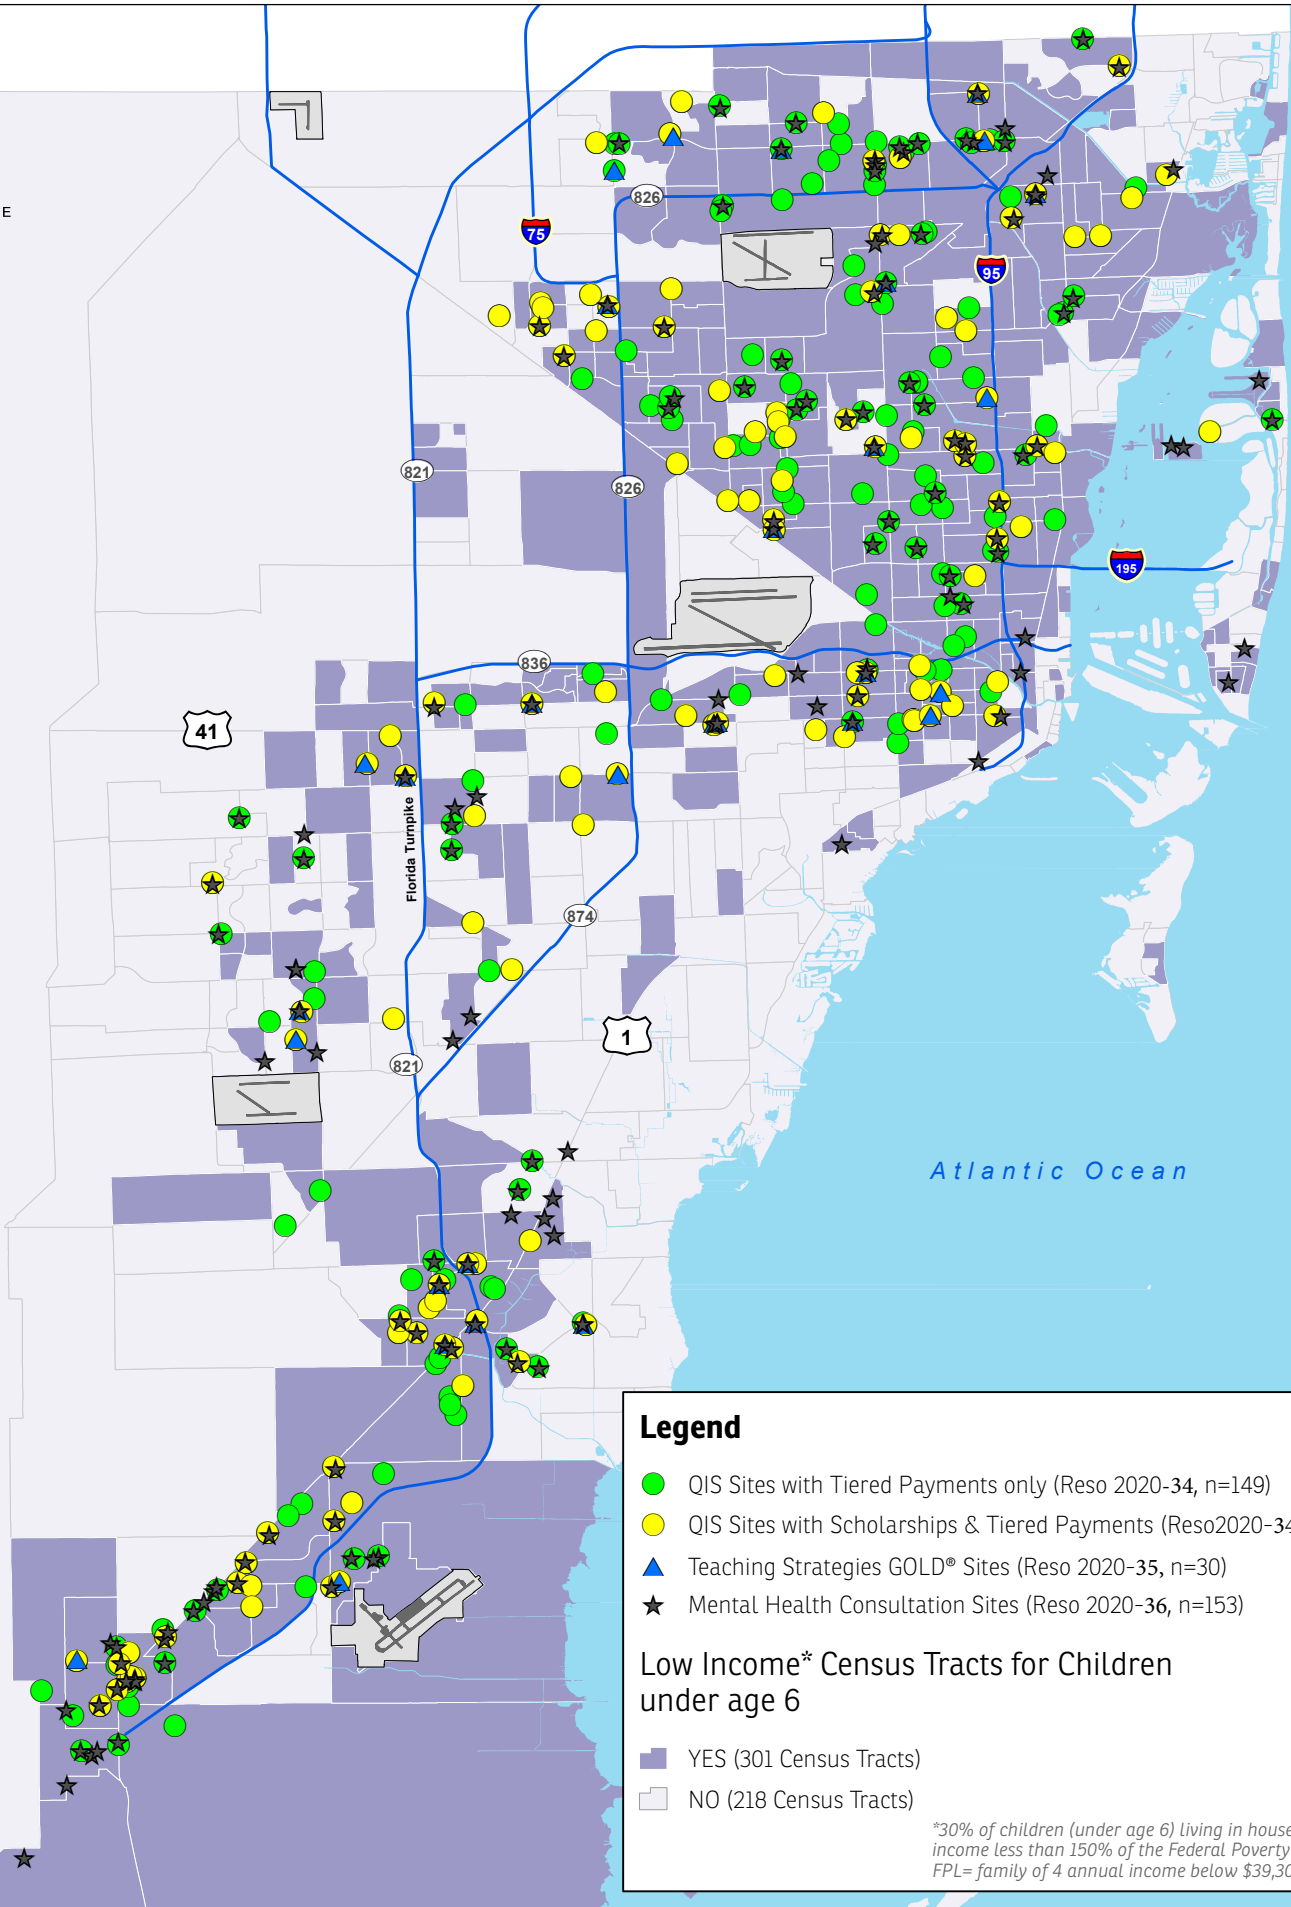 E
826
75
95
821
826
195
836
41
Florida Turnpike
874
1
821
Atlantic Ocean
Legend
QIS Sites with Tiered Payments only (Reso 2020-34, n=149)
QIS Sites with Scholarships & Tiered Payments (Reso2020-34
Teaching Strategies GOLD® Sites (Reso 2020-35, n=30)
Mental Health Consultation Sites (Reso 2020-36, n=153)
Low Income* Census Tracts for Children
under age 6
YES (301 Census Tracts)
NO (218 Census Tracts)
*30% of children (under age 6) living in house
income less than 150% of the Federal Poverty
FPL= family of 4 annual income below $39,30